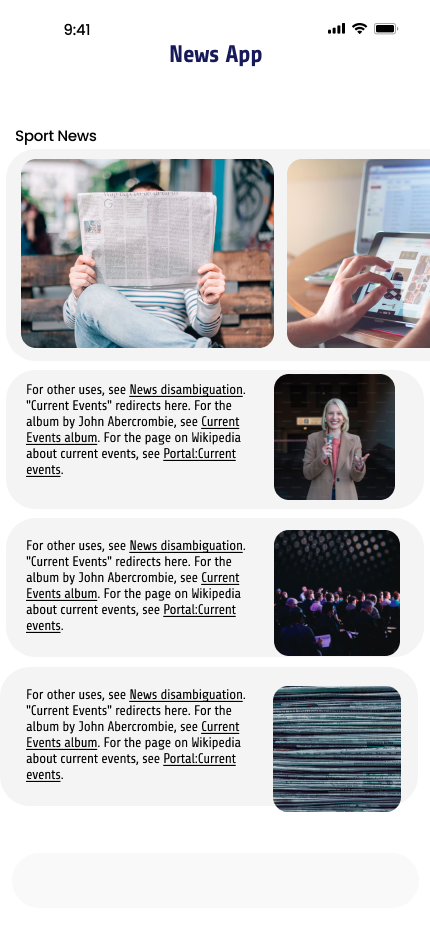 9:41
News App
Sport News
For other uses, see News disambiguation.
"Current Events" redirects here. For the
album by John Abercrombie, see Current
Events album. For the page on Wikipedia
about current events, see Portal:Current
events.
For other uses, see News disambiguation.
"Current Events" redirects here. For the
album by John Abercrombie, see Current
Events album. For the page on Wikipedia
about current events, see Portal:Current
events.
For other uses, see News disambiguation.
"Current Events" redirects here. For the
album by John Abercrombie, see Current
Events album. For the page on Wikipedia
about current events, see Portal:Current
events.